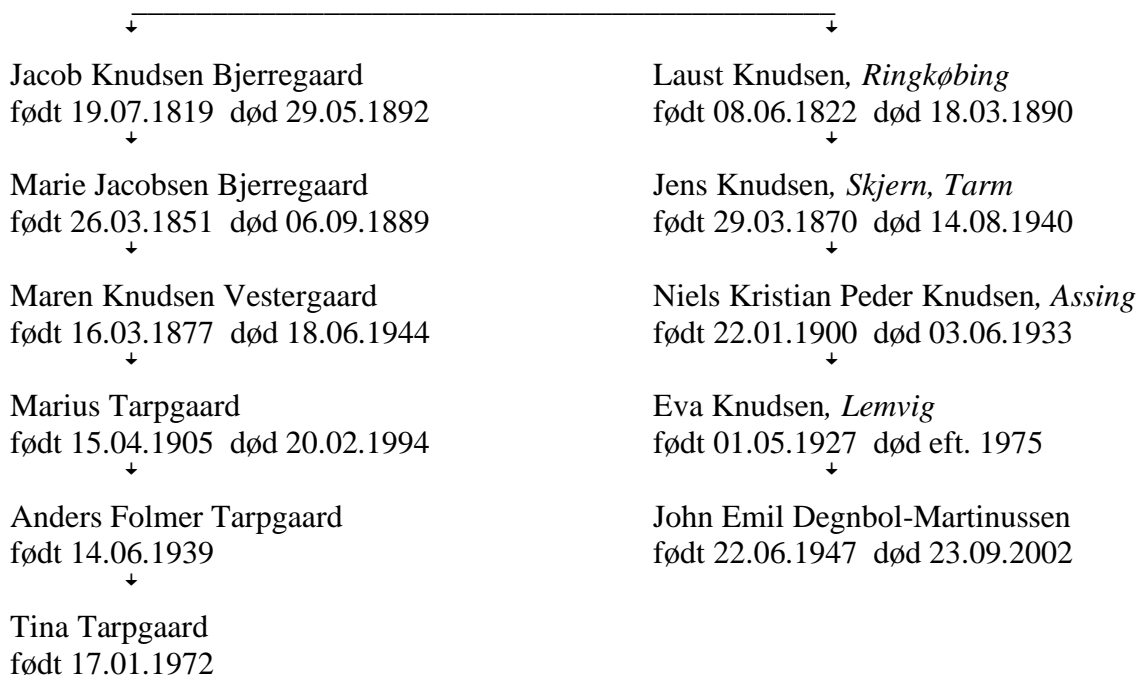 Jacob Knudsen Bjerregaard
født 19.07.1819 død 29.05.1892
Marie Jacobsen Bjerregaard
født 26.03.1851 død 06.09.1889
Maren Knudsen Vestergaard
født 16.03.1877 død 18.06.1944
Marius Tarpgaard
født 15.04.1905 død 20.02.1994
Anders Folmer Tarpgaard
født 14.06.1939
Tina Tarpgaard
født 17.01.1972
Laust Knudsen, Ringkøbing
født 08.06.1822 død 18.03.1890
Jens Knudsen, Skjern, Tarm
født 29.03.1870 død 14.08.1940
Niels Kristian Peder Knudsen, Assing
født 22.01.1900 død 03.06.1933
Eva Knudsen, Lemvig
født 01.05.1927 død eft. 1975
John Emil Degnbol-Martinussen
født 22.06.1947 død 23.09.2002